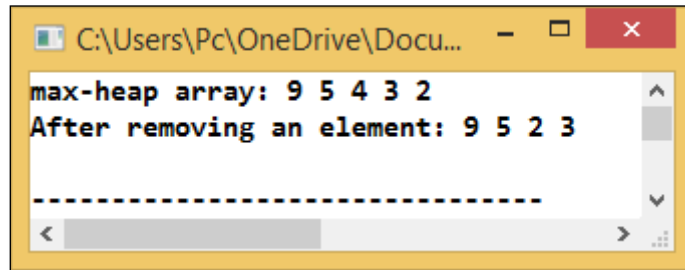 C:\Users\Pc\OneDrive\Docu...
max-heap array: 9 5 4 3 2
After removing an element: 9 5 2 3
--------------------------------